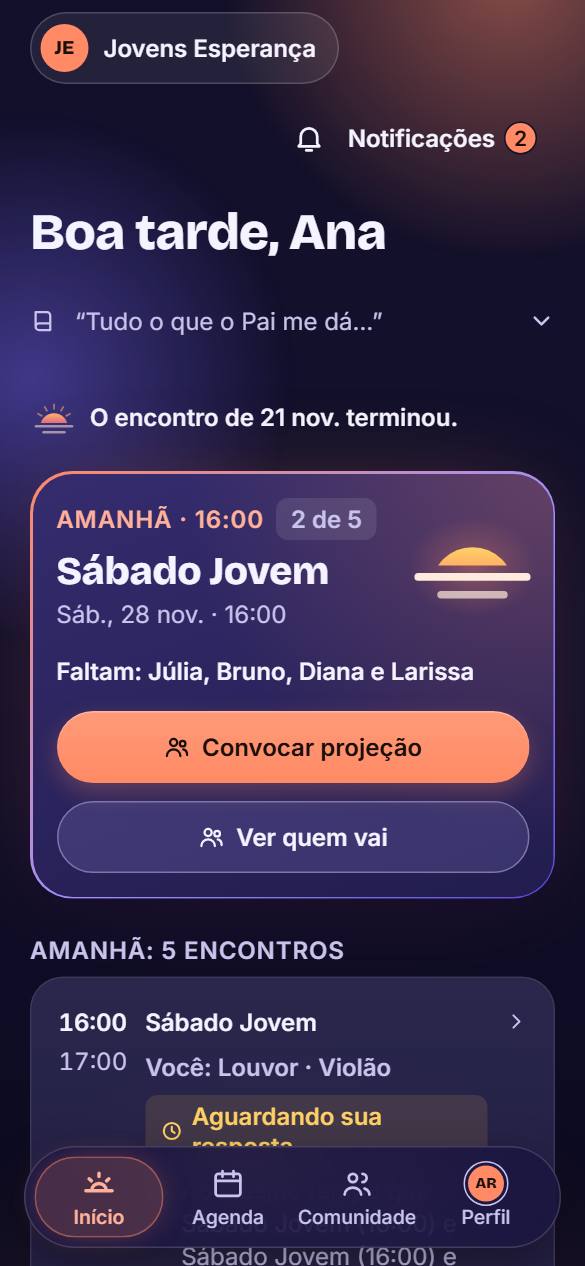 JE Jovens Esperança
Notificações 2
Boa tarde, Ana
“Tudo o que o Pai me dá...”
O encontro de 21 nov. terminou.
AMANHÃ · 16:00 2 de 5
Sábado Jovem
Sáb., 28 nov. · 16:00
Faltam: Júlia, Bruno, Diana e Larissa
Convocar projeção
Ver quem vai
AMANHÃ: 5 ENCONTROS
16:00 Sábado Jovem
17:00 Você: Louvor · Violão
Aguardando sua
resposta
Início Agenda Comunidade AR Perfil
Sábado Jovem (16:00) e